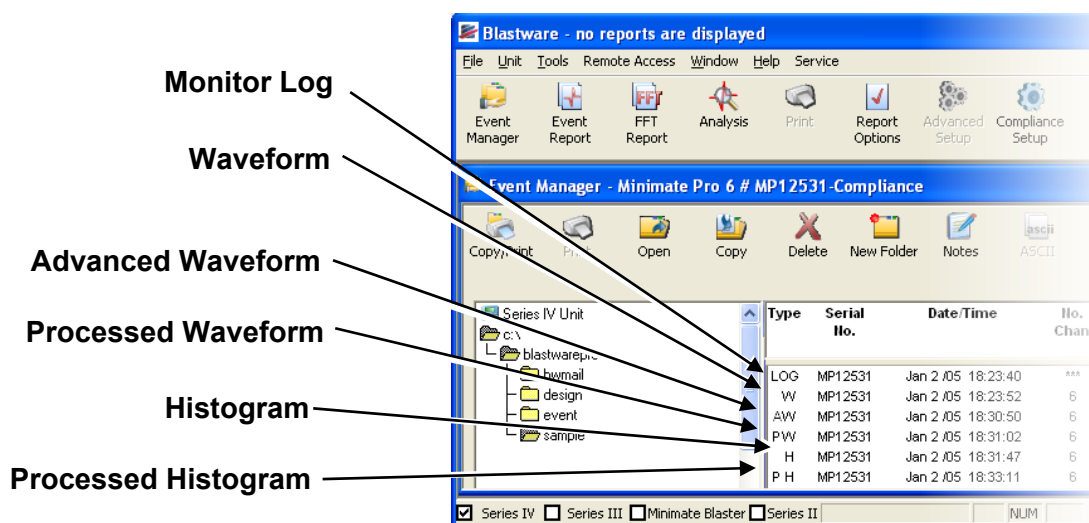 Blastware - no reports are displayed
File Unit Tools Remote Access Window Help Service
Event Manager
Event Report
FFT Report
Analysis
Print
Report Options
Advanced Setup
Compliance Setup
Event Manager - Minimate Pro 6 # MP12531-Compliance
Copy/Print
Print
Open
Copy
Delete
New Folder
Notes
ascii
ASCII
Monitor Log
Waveform
Advanced Waveform
Processed Waveform
Histogram
Processed Histogram
Series IV Unit
c:\
bwmail
design
event
sample
Type Serial No. Date/Time No. Chan
LOG MP12531 Jan 2 /05 18:23:40 ***
W MP12531 Jan 2 /05 18:23:52 6
AW MP12531 Jan 2 /05 18:30:50 6
PW MP12531 Jan 2 /05 18:31:02 6
H MP12531 Jan 2 /05 18:31:47 6
P H MP12531 Jan 2 /05 18:33:11 6
Series IV Series III Minimate Blaster Series II NUM